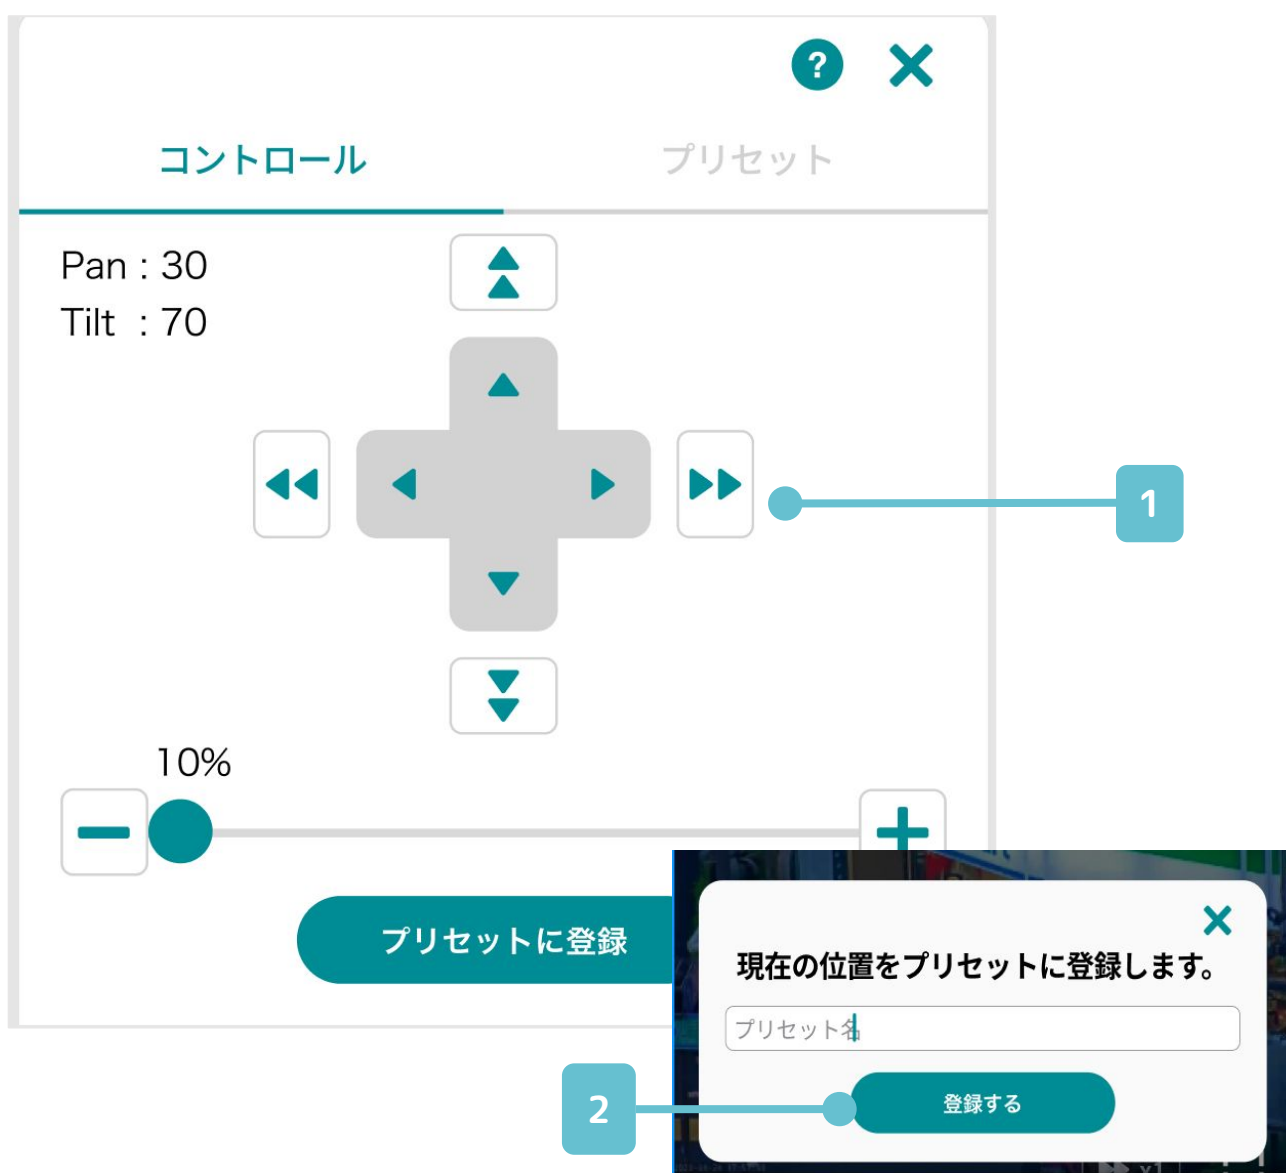 ?
コントロール
プリセット
Pan : 30
Tilt : 70
1
10%
プリセットに登録
現在の位置をプリセットに登録します。
プリセット名
2
登録する